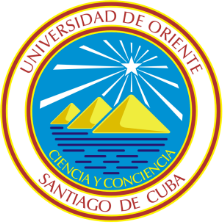 UNIVERSIDAD DE ORIENTE
CIENCIA Y CONCIENCIA
SANTIAGO DE CUBA